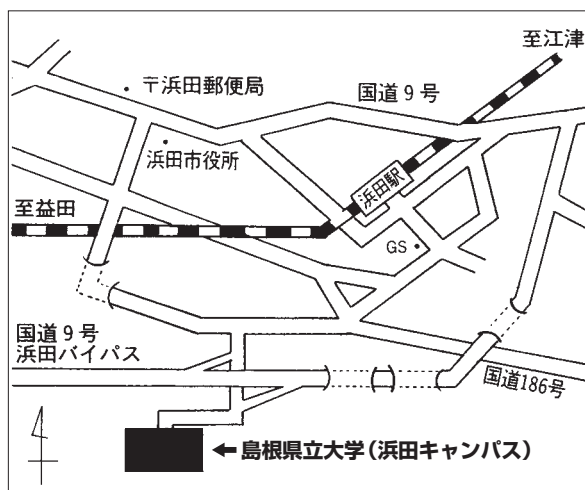 至江津
〒浜田郵便局
国道9号
浜田市役所
浜田駅
至益田
GS
国道9号
浜田バイパス
国道186号
←島根県立大学(浜田キャンパス)